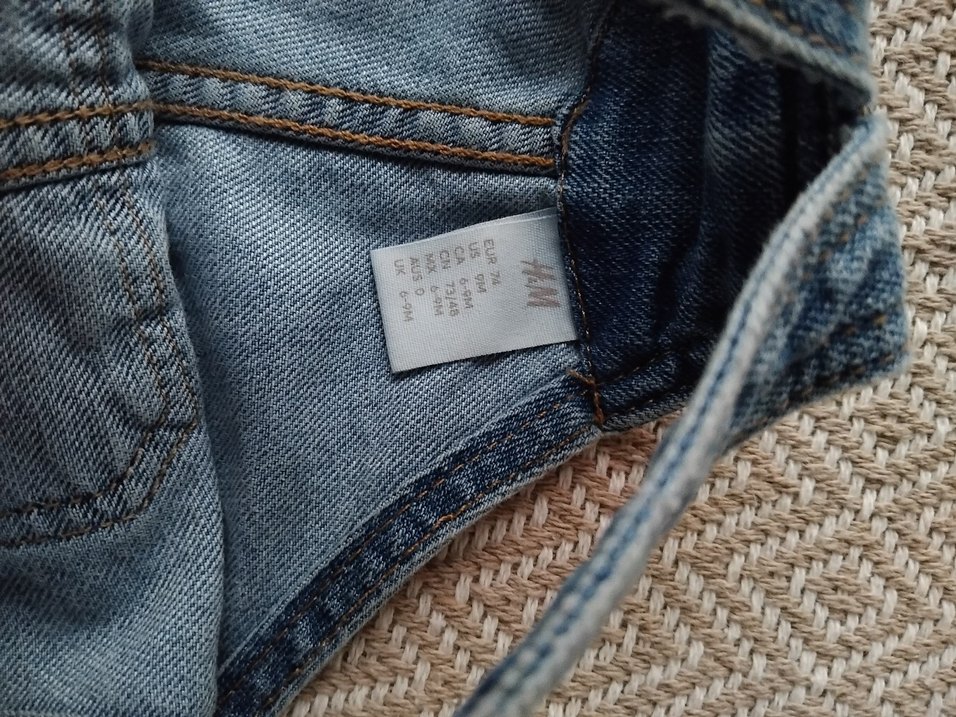 H&M
EUR 74
US 9M
CA 6-9M
CN 73/48
MX 6-9M
AUS 0
UK 6-9M